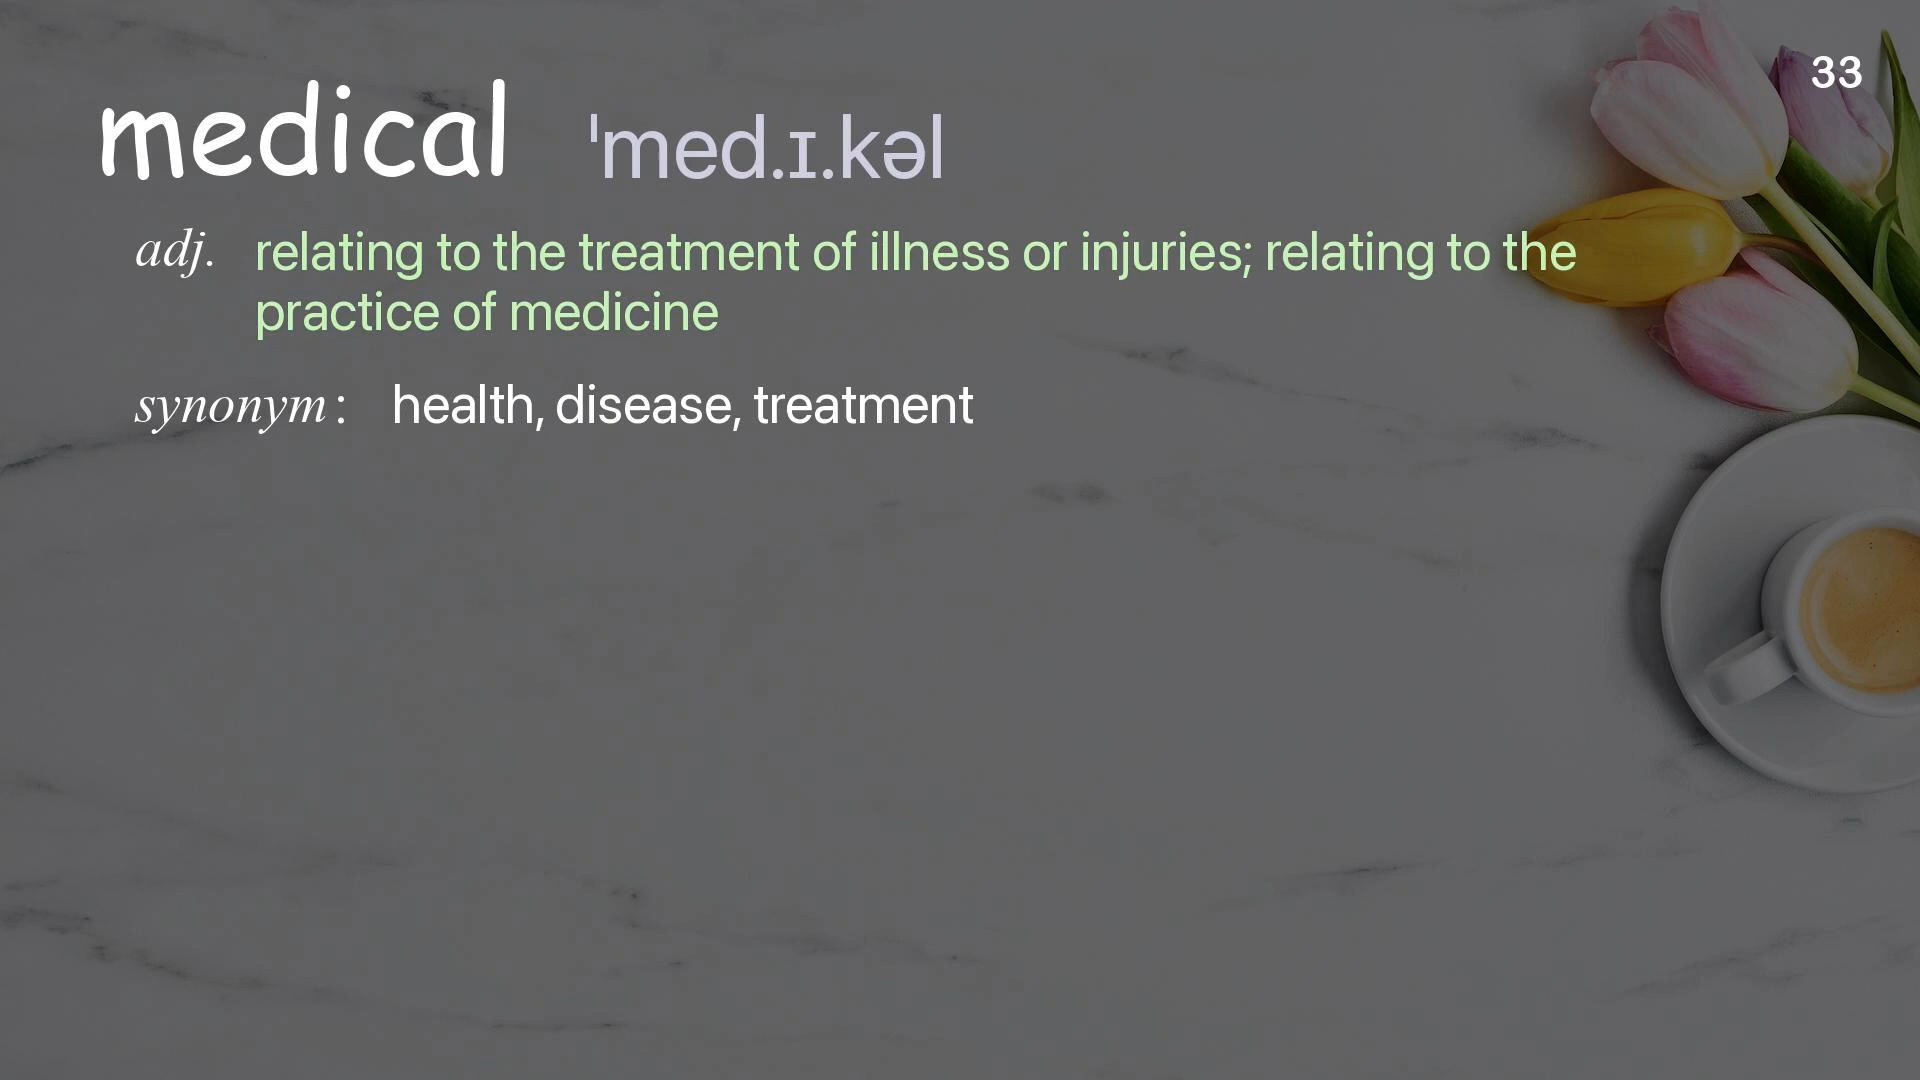 33
medical ˈmed.ɪ.kəl
adj. relating to the treatment of illness or injuries; relating to the
practice of medicine
synonym : health, disease, treatment